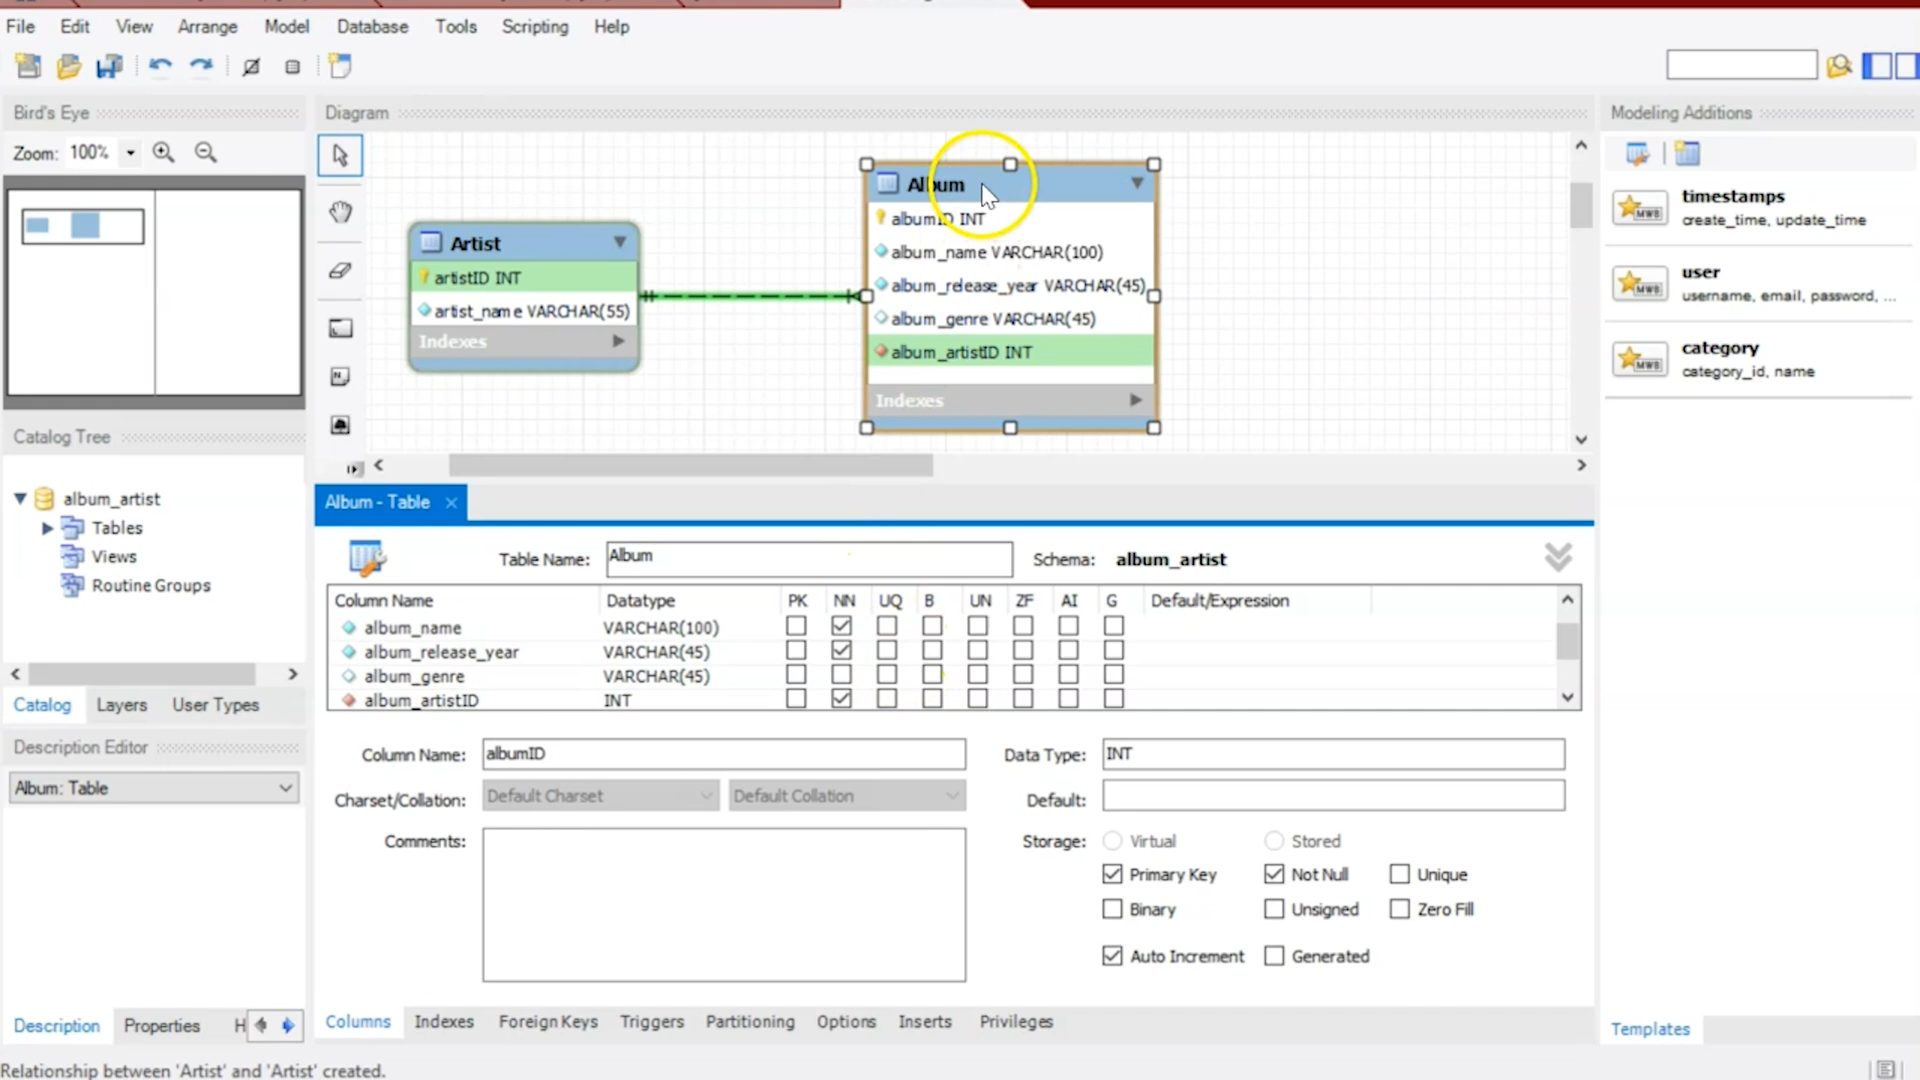 File Edit View Arrange Model Database Tools Scripting Help
Bird's Eye
Diagram
Modeling Additions
Zoom: 100%
Album
albumID INT
album_name VARCHAR(100)
album_release_year VARCHAR(45)
album_genre VARCHAR(45)
album_artistID INT
Indexes
Artist
artistID INT
artist_name VARCHAR(55)
Indexes
timestamps
create_time, update_time
user
username, email, password, ...
category
category_id, name
Catalog Tree
album_artist
Tables
Views
Routine Groups
Catalog Layers User Types
Album - Table
Table Name: Album Schema: album_artist
Column Name Datatype PK NN UQ B UN ZF AI G Default/Expression
album_name VARCHAR(100)
album_release_year VARCHAR(45)
album_genre VARCHAR(45)
album_artistID INT
Column Name: albumID Data Type: INT
Charset/Collation: Default Charset Default Collation Default:
Comments: Storage: Virtual Stored
Primary Key Not Null Unique
Binary Unsigned Zero Fill
Auto Increment Generated
Description Editor
Album: Table
Description Properties H
Columns Indexes Foreign Keys Triggers Partitioning Options Inserts Privileges
Templates
Relationship between 'Artist' and 'Artist' created.